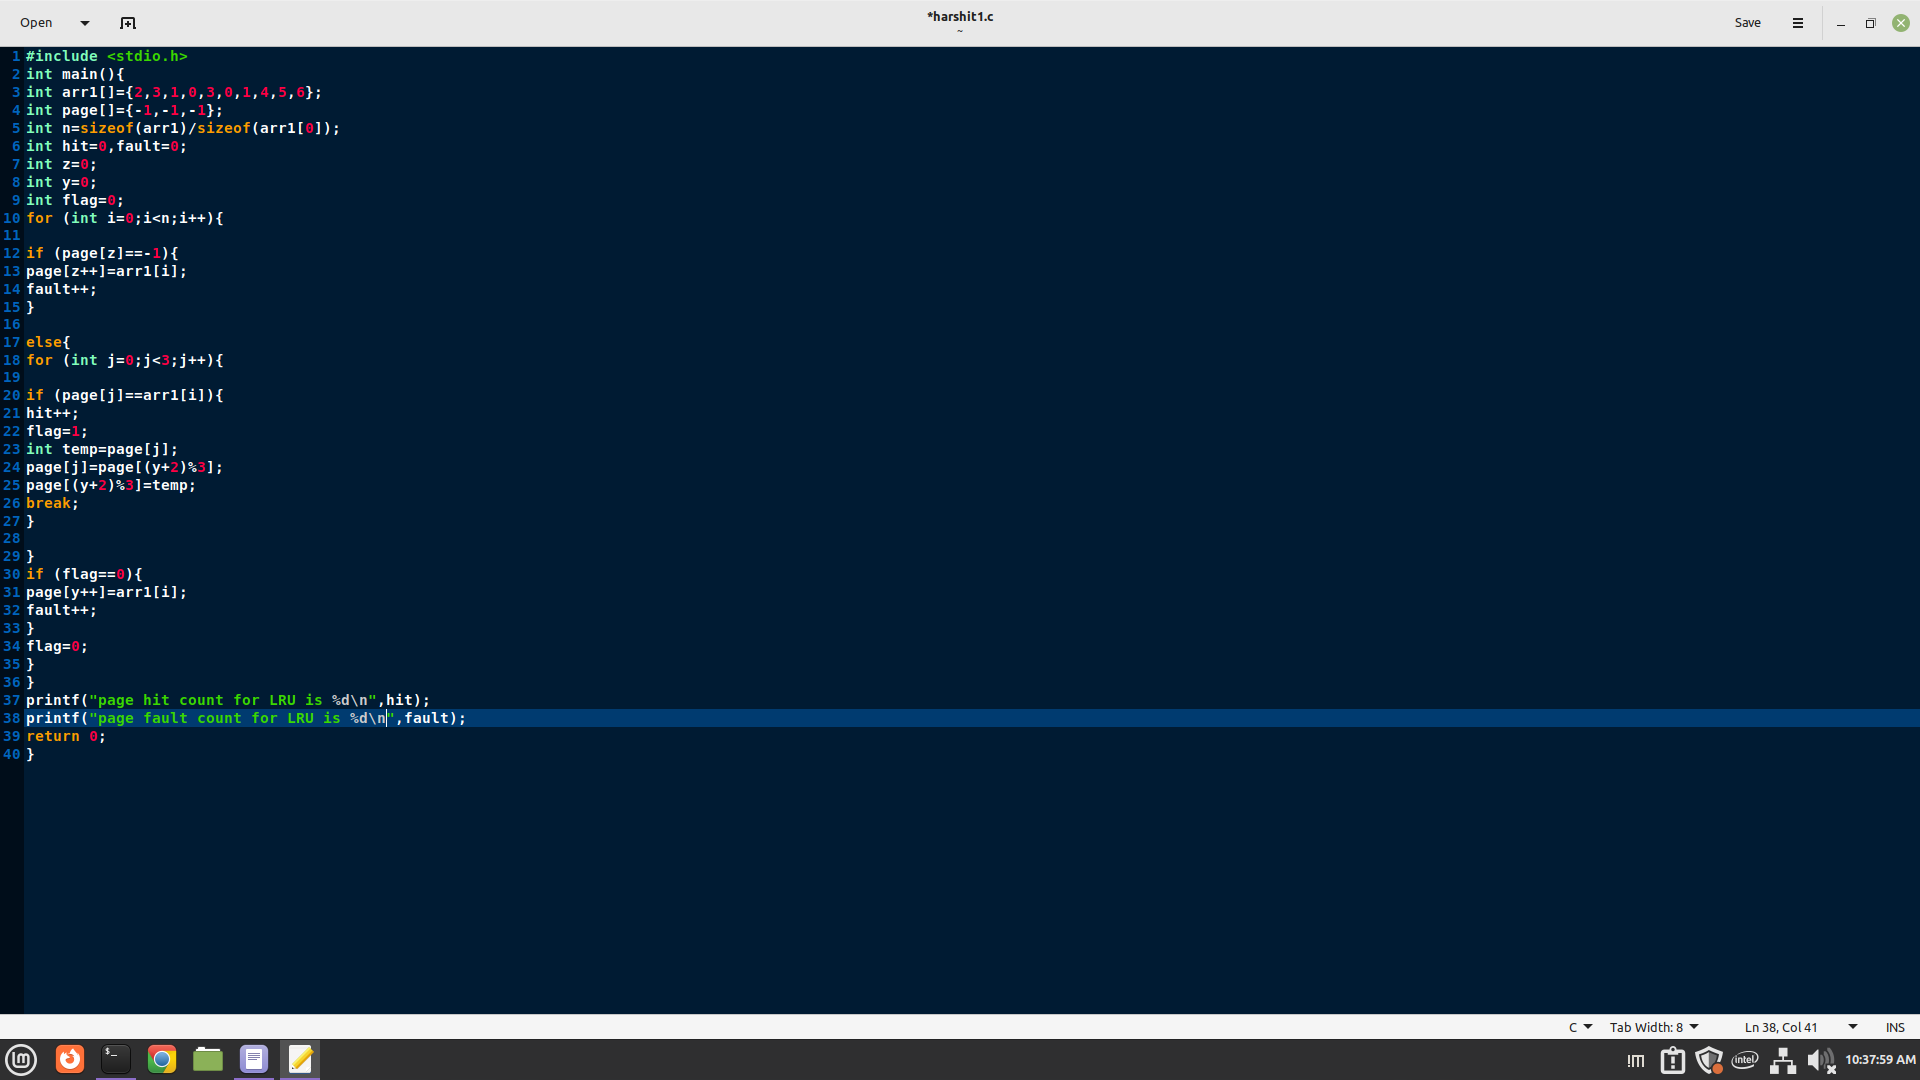 Open
*harshit1.c
~
Save
1 #include <stdio.h>
2 int main(){
3 int arr1[]={2,3,1,0,3,0,1,4,5,6};
4 int page[]={-1,-1,-1};
5 int n=sizeof(arr1)/sizeof(arr1[0]);
6 int hit=0,fault=0;
7 int z=0;
8 int y=0;
9 int flag=0;
10 for (int i=0;i<n;i++){
11
12 if (page[z]==-1){
13 page[z++]=arr1[i];
14 fault++;
15 }
16
17 else{
18 for (int j=0;j<3;j++){
19
20 if (page[j]==arr1[i]){
21 hit++;
22 flag=1;
23 int temp=page[j];
24 page[j]=page[(y+2)%3];
25 page[(y+2)%3]=temp;
26 break;
27 }
28
29 }
30 if (flag==0){
31 page[y++]=arr1[i];
32 fault++;
33 }
34 flag=0;
35 }
36 }
37 printf("page hit count for LRU is %d\n",hit);
38 printf("page fault count for LRU is %d\n",fault);
39 return 0;
40 }
C
Tab Width: 8
Ln 38, Col 41
INS
intel
10:37:59 AM